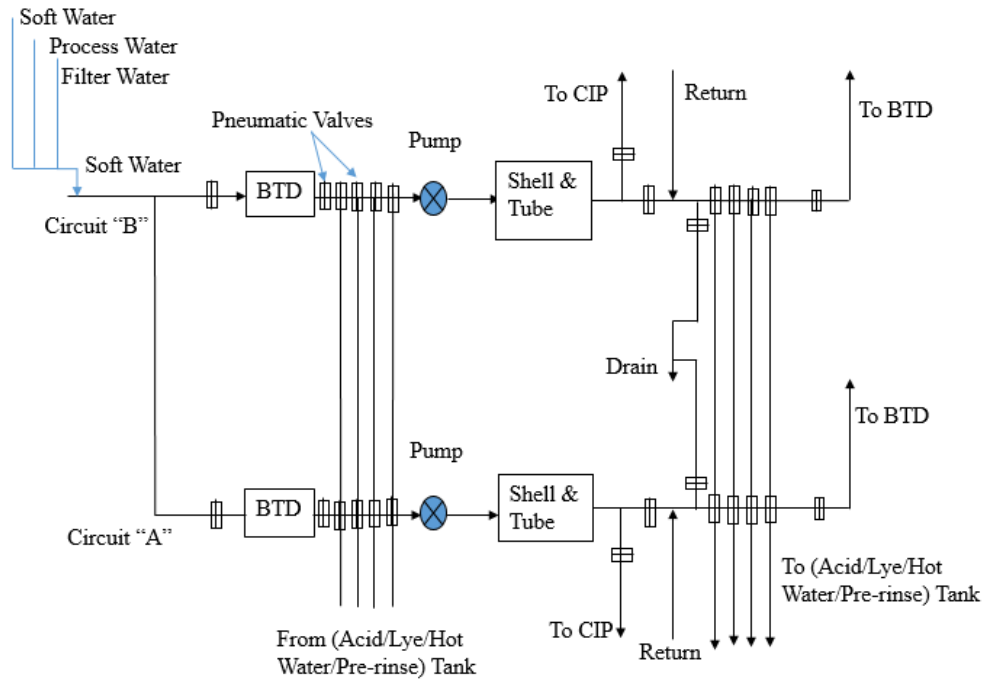 Soft Water
Process Water
Filter Water
Pneumatic Valves
Pump
To CIP
Return
To BTD
Soft Water
Circuit “B”
BTD
Shell &
Tube
Drain
To BTD
Pump
Circuit “A”
BTD
Shell &
Tube
To (Acid/Lye/Hot
Water/Pre-rinse) Tank
From (Acid/Lye/Hot
Water/Pre-rinse) Tank
To CIP
Return